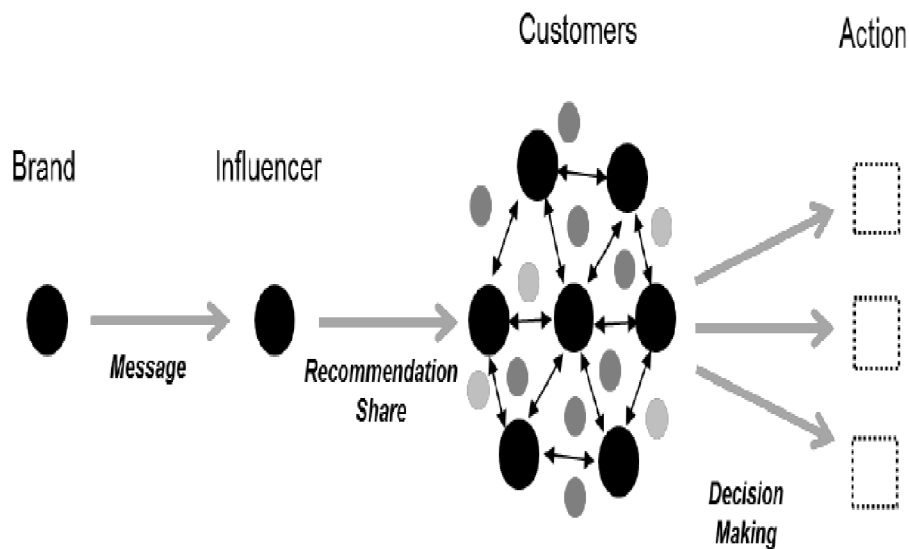 Customers
Action
Brand
Influencer
Message
Recommendation
Share
Decision
Making